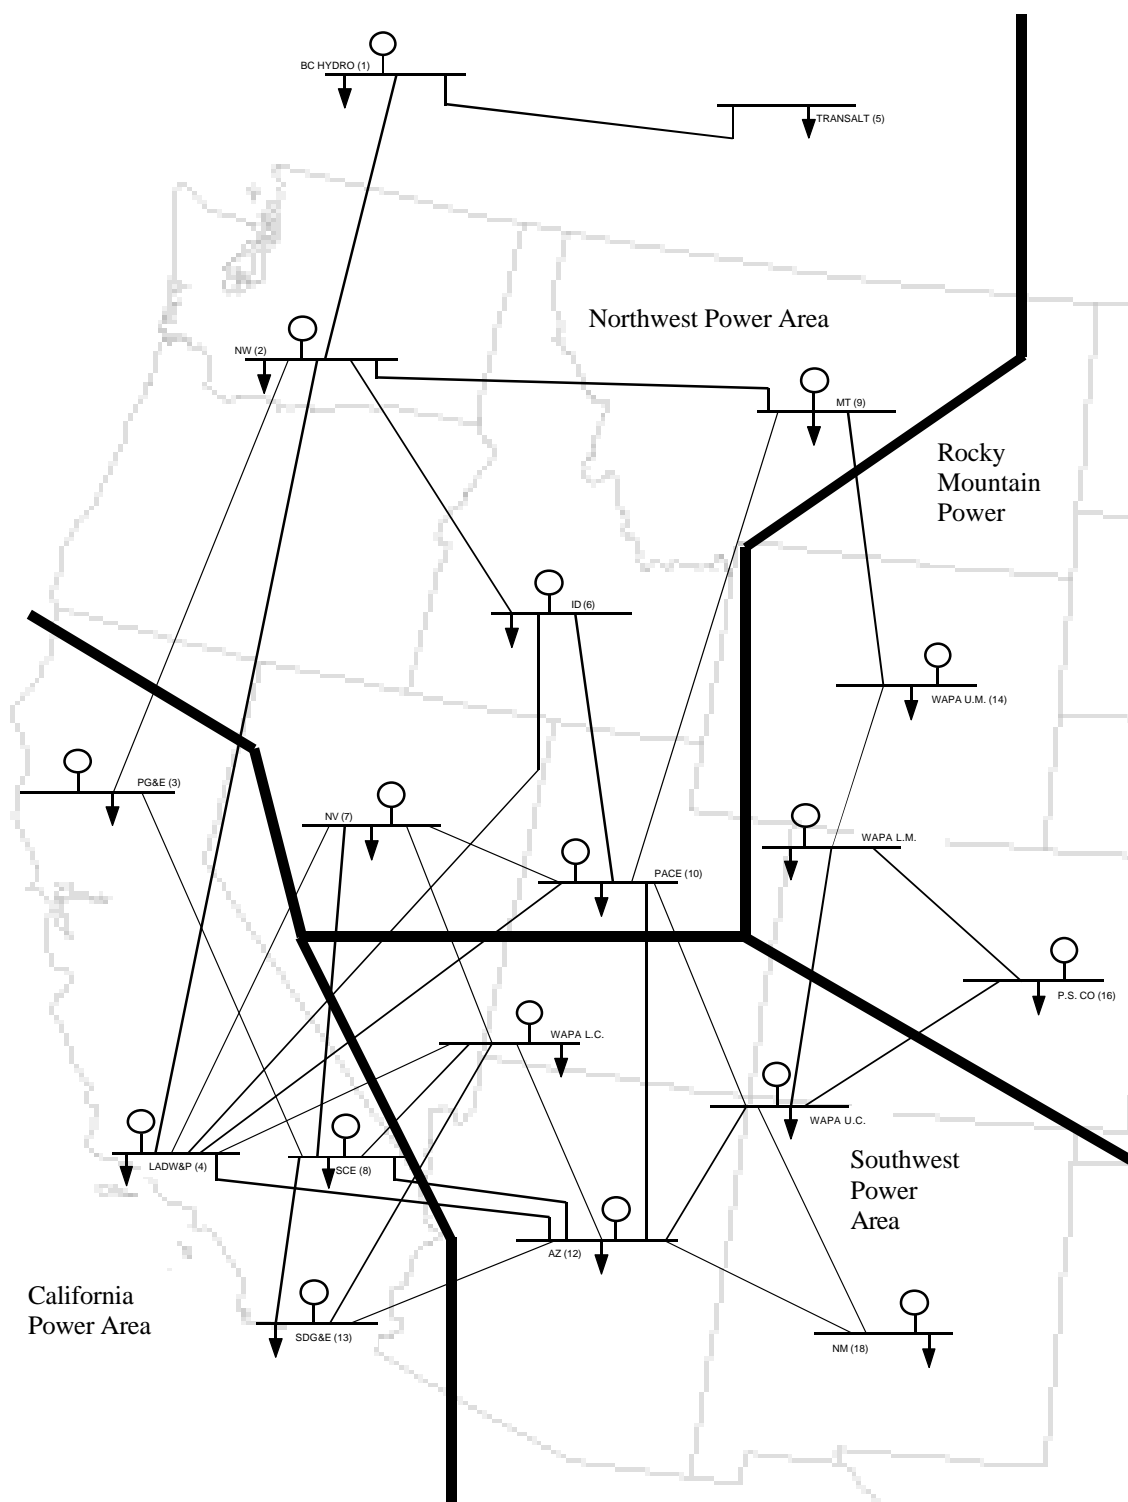 BC HYDRO (1)
TRANSALT (5)
Northwest Power Area
NW (2)
MT (9)
Rocky
Mountain
Power
ID (6)
WAPA U.M. (14)
PG&E (3)
NV (7)
WAPA L.M.
PACE (10)
P.S. CO (16)
WAPA L.C.
WAPA U.C.
LADW&P (4)
SCE (8)
Southwest
Power
Area
AZ (12)
California
Power Area
SDG&E (13)
NM (18)